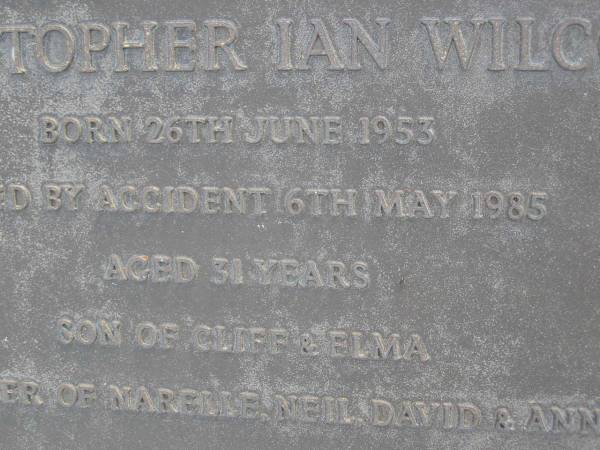 TOPHER IAN WILC
BORN 26TH JUNE 1953
ED BY ACCIDENT 6TH MAY 1985
AGED 31 YEARS
SON OF CLIFF & ELMA
ER OF NARELLE, NEIL, DAVID & ANN